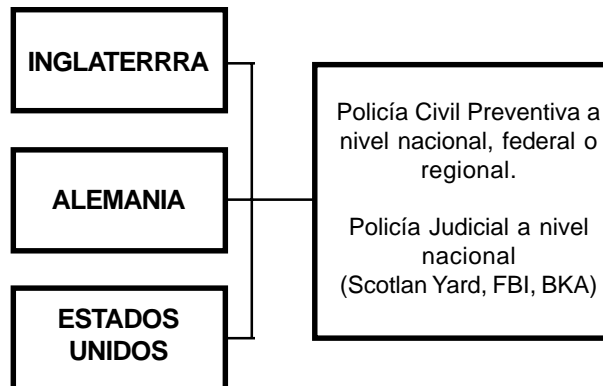 INGLATERRRA
ALEMANIA
ESTADOS
UNIDOS
Policía Civil Preventiva a
nivel nacional, federal o
regional.
Policía Judicial a nivel
nacional
(Scotlan Yard, FBI, BKA)